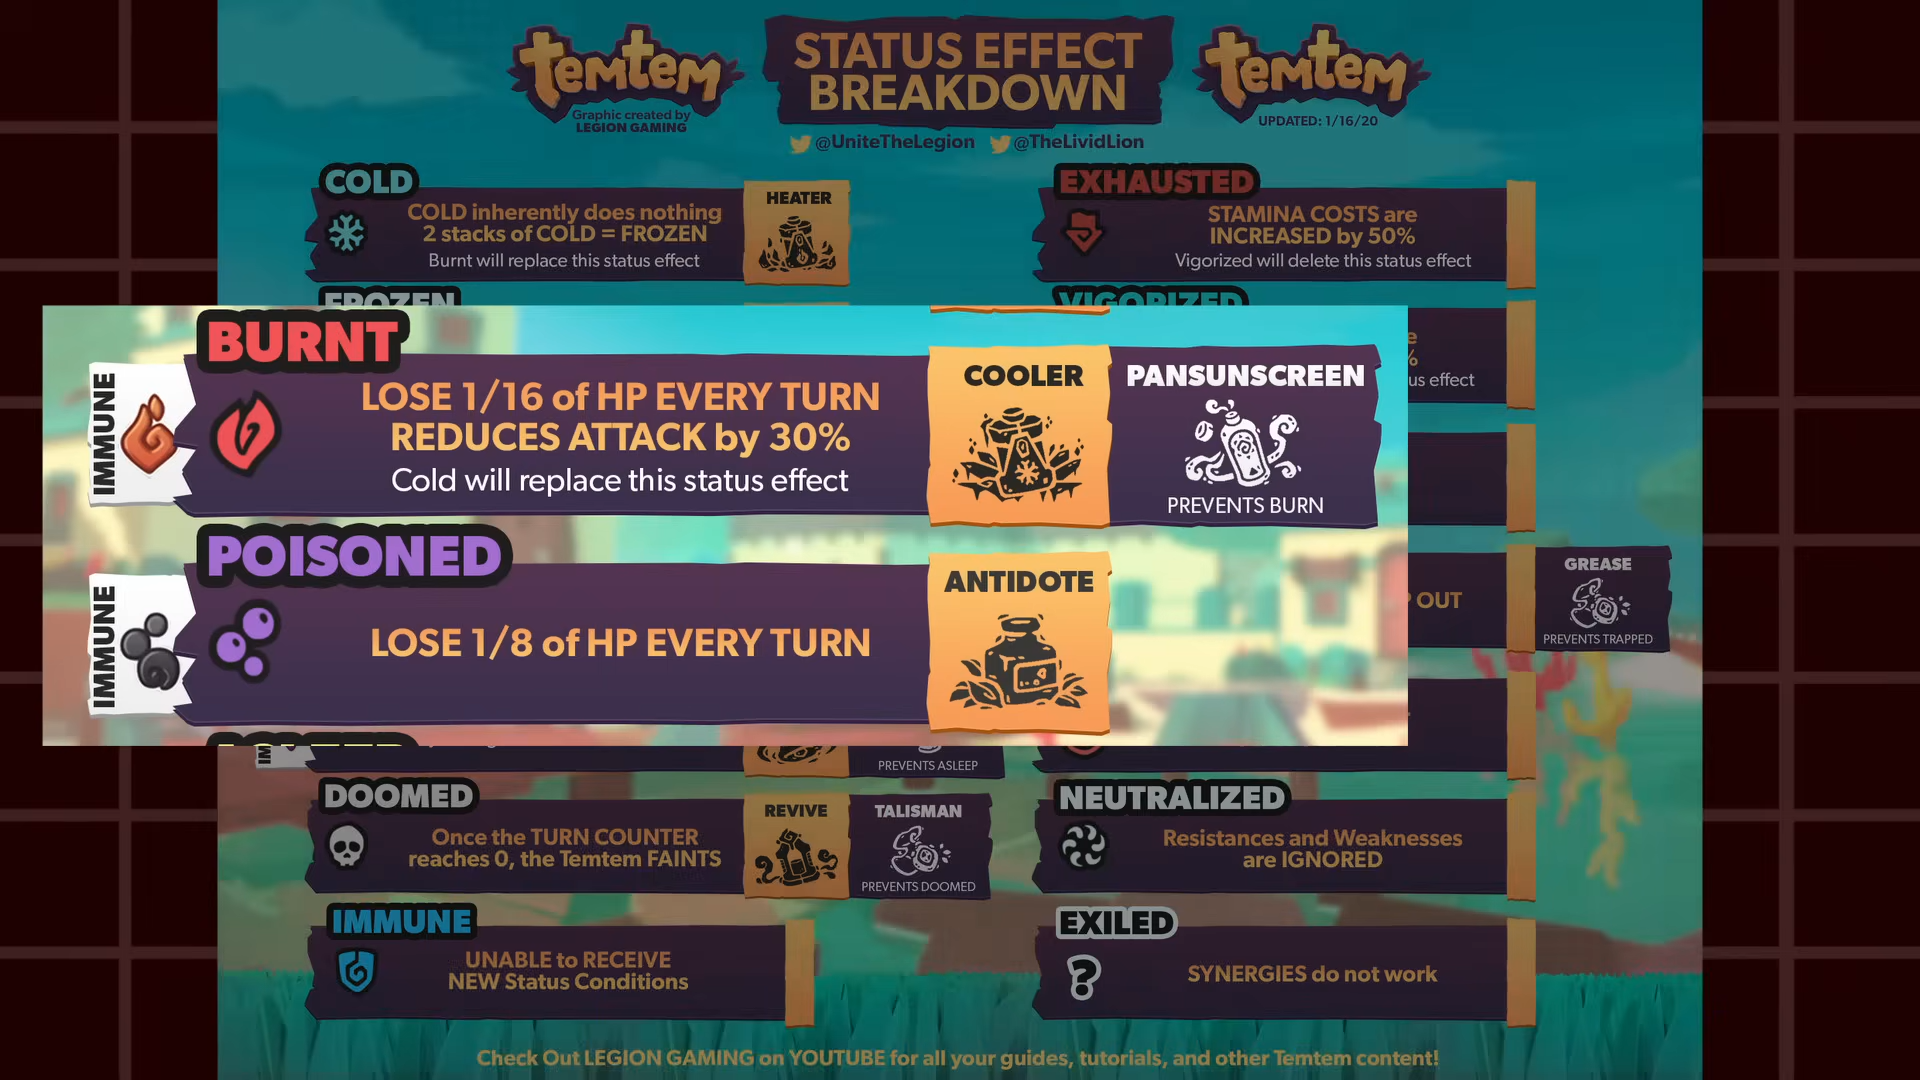 temtem
Graphic created by
LEGION GAMING
STATUS EFFECT
BREAKDOWN
@UniteTheLegion @TheLividLion
temtem
UPDATED: 1/16/20
COLD
COLD inherently does nothing
2 stacks of COLD = FROZEN
Burnt will replace this status effect
HEATER
EXHAUSTED
STAMINA COSTS are
INCREASED by 50%
Vigorized will delete this status effect
FROZEN
VIGORIZED
us effect
BURNT
IMMUNE
LOSE 1/16 of HP EVERY TURN
REDUCES ATTACK by 30%
Cold will replace this status effect
COOLER
PANSUNSCREEN
PREVENTS BURN
POISONED
IMMUNE
LOSE 1/8 of HP EVERY TURN
ANTIDOTE
OUT
GREASE
PREVENTS TRAPPED
PREVENTS ASLEEP
DOOMED
Once the TURN COUNTER
reaches 0, the Temtem FAINTS
REVIVE
TALISMAN
PREVENTS DOOMED
NEUTRALIZED
Resistances and Weaknesses
are IGNORED
IMMUNE
UNABLE to RECEIVE
NEW Status Conditions
EXILED
SYNERGIES do not work
Check Out LEGION GAMING on YOUTUBE for all your guides, tutorials, and other Temtem content!